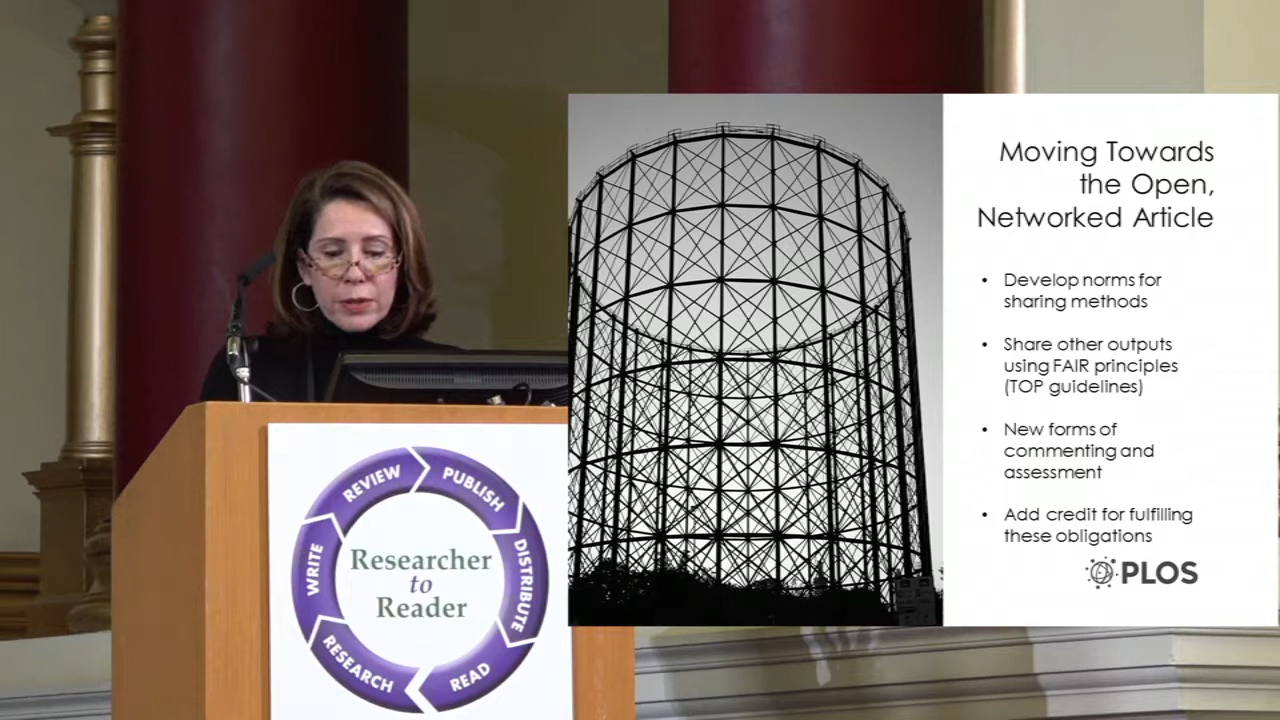 REVIEW
PUBLISH
DISTRIBUTE
READ
RESEARCH
WRITE
Researcher
to
Reader
Moving Towards
the Open,
Networked Article
• Develop norms for
sharing methods
• Share other outputs
using FAIR principles
(TOP guidelines)
• New forms of
commenting and
assessment
• Add credit for fulfilling
these obligations
PLOS